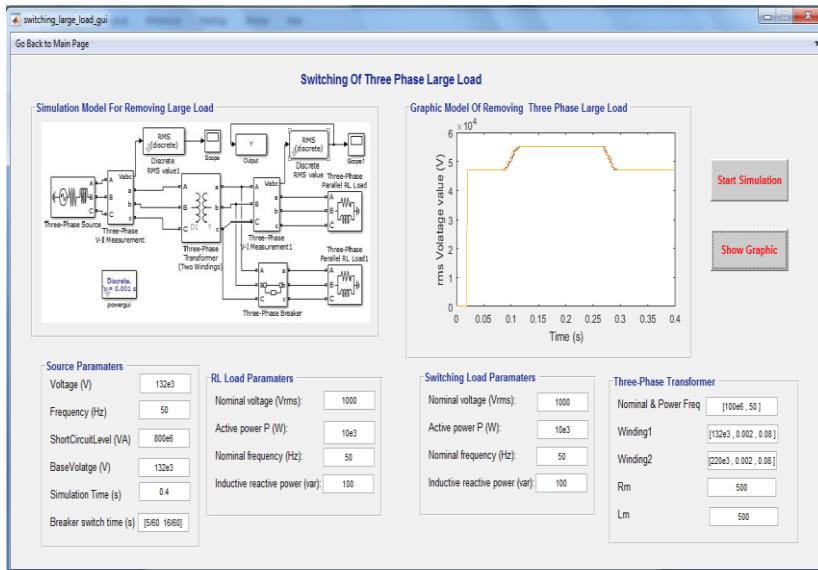 switching_large_load_gui
Go Back to Main Page
Switching Of Three Phase Large Load
Simulation Model For Removing Large Load
RMS
(discrete)
Discrete
RMS value1
Scope
Y
Output
RMS
(discrete)
Discrete
RMS value
Scope1
Three-Phase
Parallel RL Load
A
B
C
Three-Phase Source
Vabc
A
B
C
a
b
c
Three-Phase
V-I Measurement
A
B
C
a
b
c
D1
Y
Three-Phase
Transformer
(Two Windings)
Vabc
A
B
C
a
b
c
Three-Phase
V-I Measurement1
A
B
C
Three-Phase
Parallel RL Load1
A
B
C
A
B
C
a
b
c
Three-Phase Breaker
Discrete,
= 0.001 s
powergui
Graphic Model Of Removing Three Phase Large Load
×10⁴
6
5
4
3
2
1
0
rms Volatage value (V)
0 0.05 0.1 0.15 0.2 0.25 0.3 0.35 0.4
Time (s)
Start Simulation
Show Graphic
Source Paramaters
Voltage (V) 132e3
Frequency (Hz) 50
ShortCircuitLevel (VA) 800e6
BaseVolatge (V) 132e3
Simulation Time (s) 0.4
Breaker switch time (s) [5/60 16/60]
RL Load Paramaters
Nominal voltage (Vrms): 1000
Active power P (W): 10e3
Nominal frequency (Hz): 50
Inductive reactive power (var): 100
Switching Load Paramaters
Nominal voltage (Vrms): 1000
Active power P (W): 10e3
Nominal frequency (Hz): 50
Inductive reactive power (var): 100
Three-Phase Transformer
Nominal & Power Freq [100e6 , 50 ]
Winding1 [132e3 , 0.002 , 0.08 ]
Winding2 [220e3 , 0.002 , 0.08 ]
Rm 500
Lm 500